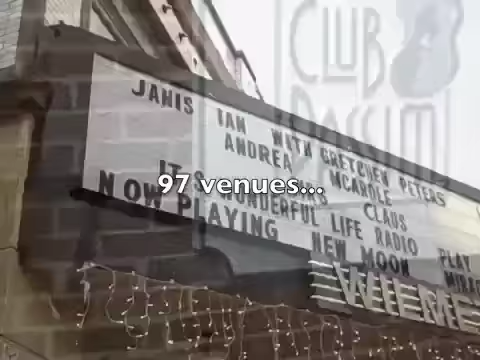 CLUB
PASSIM
JANIS IAN WITH GRETCHEN PETERS
ANDREA MCARDLE
CLAUS
97 venues...
IT'S WONDERFUL LIFE RADIO PLAY
NOW PLAYING NEW MOON